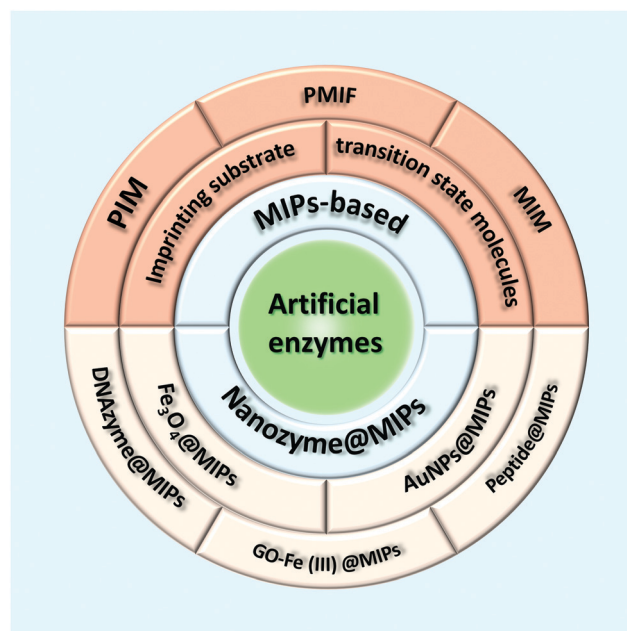 PMIF
PIM
MIM
Imprinting substrate
transition state molecules
MIPs-based
Artificial
enzymes
Nanozyme@MIPs
Fe₃O₄@MIPs
AuNPs@MIPs
DNAzyme@MIPs
GO-Fe (III) @MIPs
Peptide@MIPs